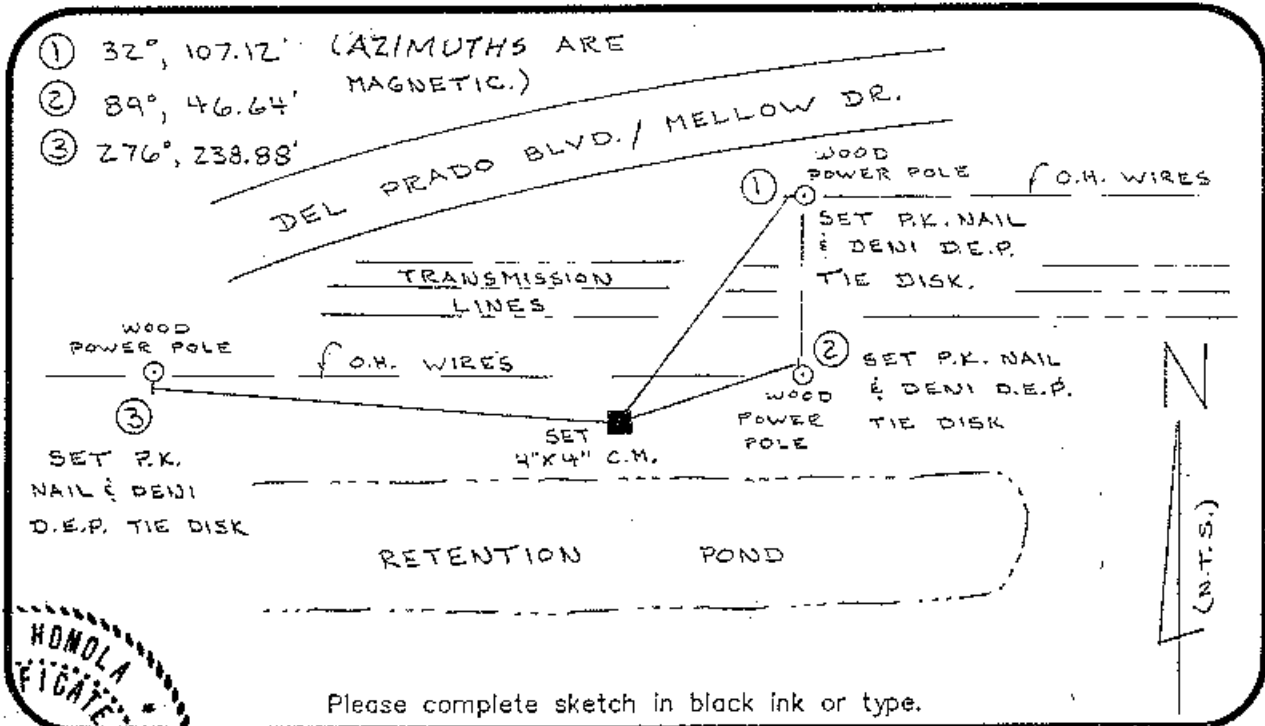 ① 32°, 107.12' (AZIMUTHS ARE
MAGNETIC.)
② 89°, 46.64'
③ 276°, 238.88'
DEL PRADO BLVD. / MELLOW DR.
WOOD
POWER POLE
①
O.H. WIRES
SET P.K. NAIL
& DENI D.E.P.
TIE DISK.
TRANSMISSION
LINES
WOOD
POWER POLE
O.H. WIRES
②
SET P.K. NAIL
& DENI D.E.P.
TIE DISK
WOOD
POWER
POLE
③
SET
4"X4" C.M.
SET P.K.
NAIL & DENI
D.E.P. TIE DISK
N
(N.T.S.)
RETENTION POND
HOMOLA
FICATE
Please complete sketch in black ink or type.